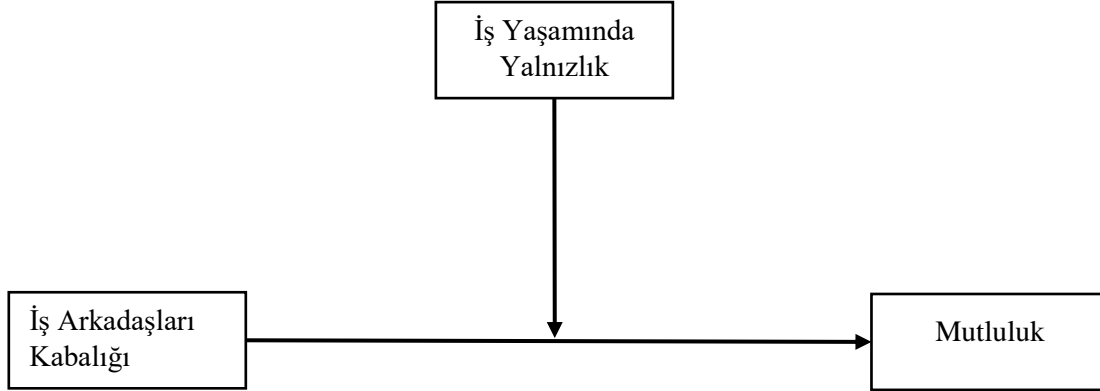 İş Yaşamında
Yalnızlık
İş Arkadaşları
Kabalığı
Mutluluk